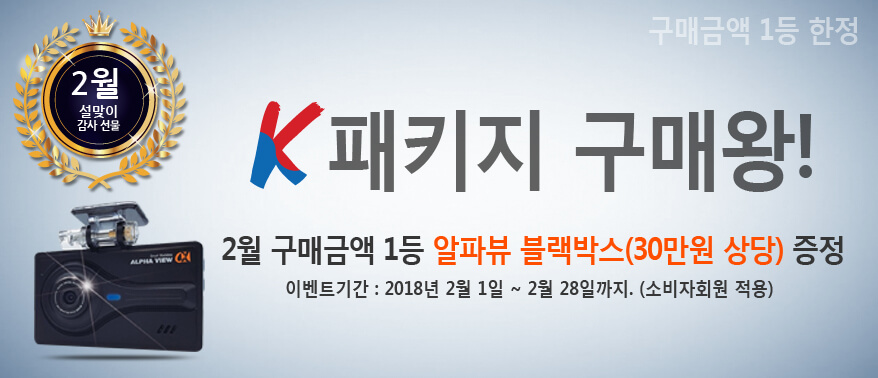 구매금액 1등 한정
2월
설맞이
감사 선물
K 패키지 구매왕!
2월 구매금액 1등 알파뷰 블랙박스(30만원 상당) 증정
이벤트기간 : 2018년 2월 1일 ~ 2월 28일까지. (소비자회원 적용)
ALPHA VIEW